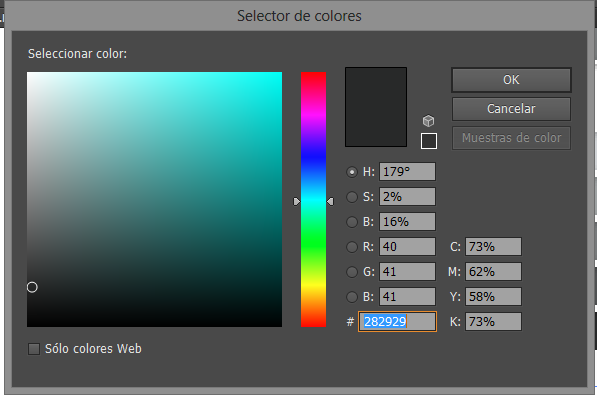 Selector de colores
Seleccionar color:
OK
Cancelar
Muestras de color
H: 179°
S: 2%
B: 16%
R: 40 C: 73%
G: 41 M: 62%
B: 41 Y: 58%
# 282929 K: 73%
Sólo colores Web